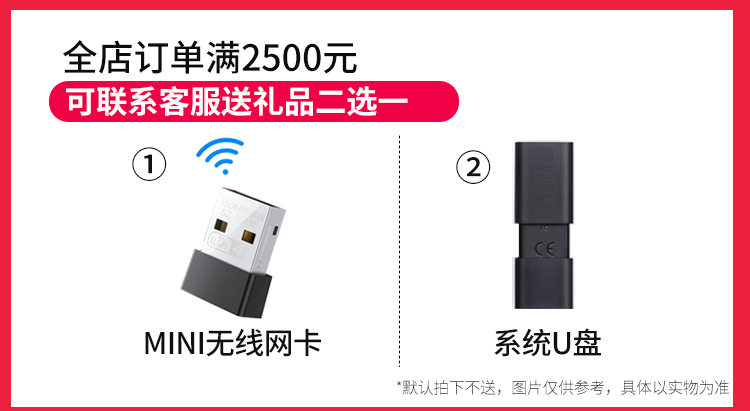 全店订单满2500元
可联系客服送礼品二选一
①
②
CE
MINI无线网卡
系统U盘
*默认拍下不送，图片仅供参考，具体以实物为准